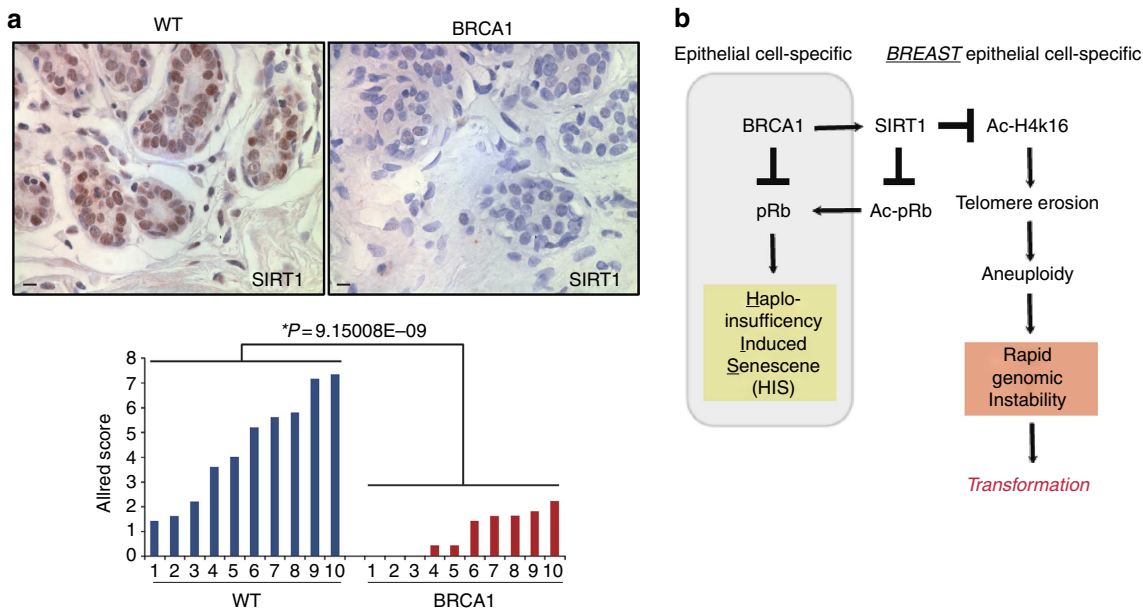 a
WT
BRCA1
SIRT1
SIRT1
*P = 9.15008E–09
Allred score
8
7
6
5
4
3
2
1
0
1 2 3 4 5 6 7 8 9 10
1 2 3 4 5 6 7 8 9 10
WT
BRCA1
b
Epithelial cell-specific
BREAST epithelial cell-specific
BRCA1
SIRT1
Ac-H4k16
pRb
Ac-pRb
Telomere erosion
Aneuploidy
Haplo-
insufficency
Induced
Senescene
(HIS)
Rapid
genomic
Instability
Transformation